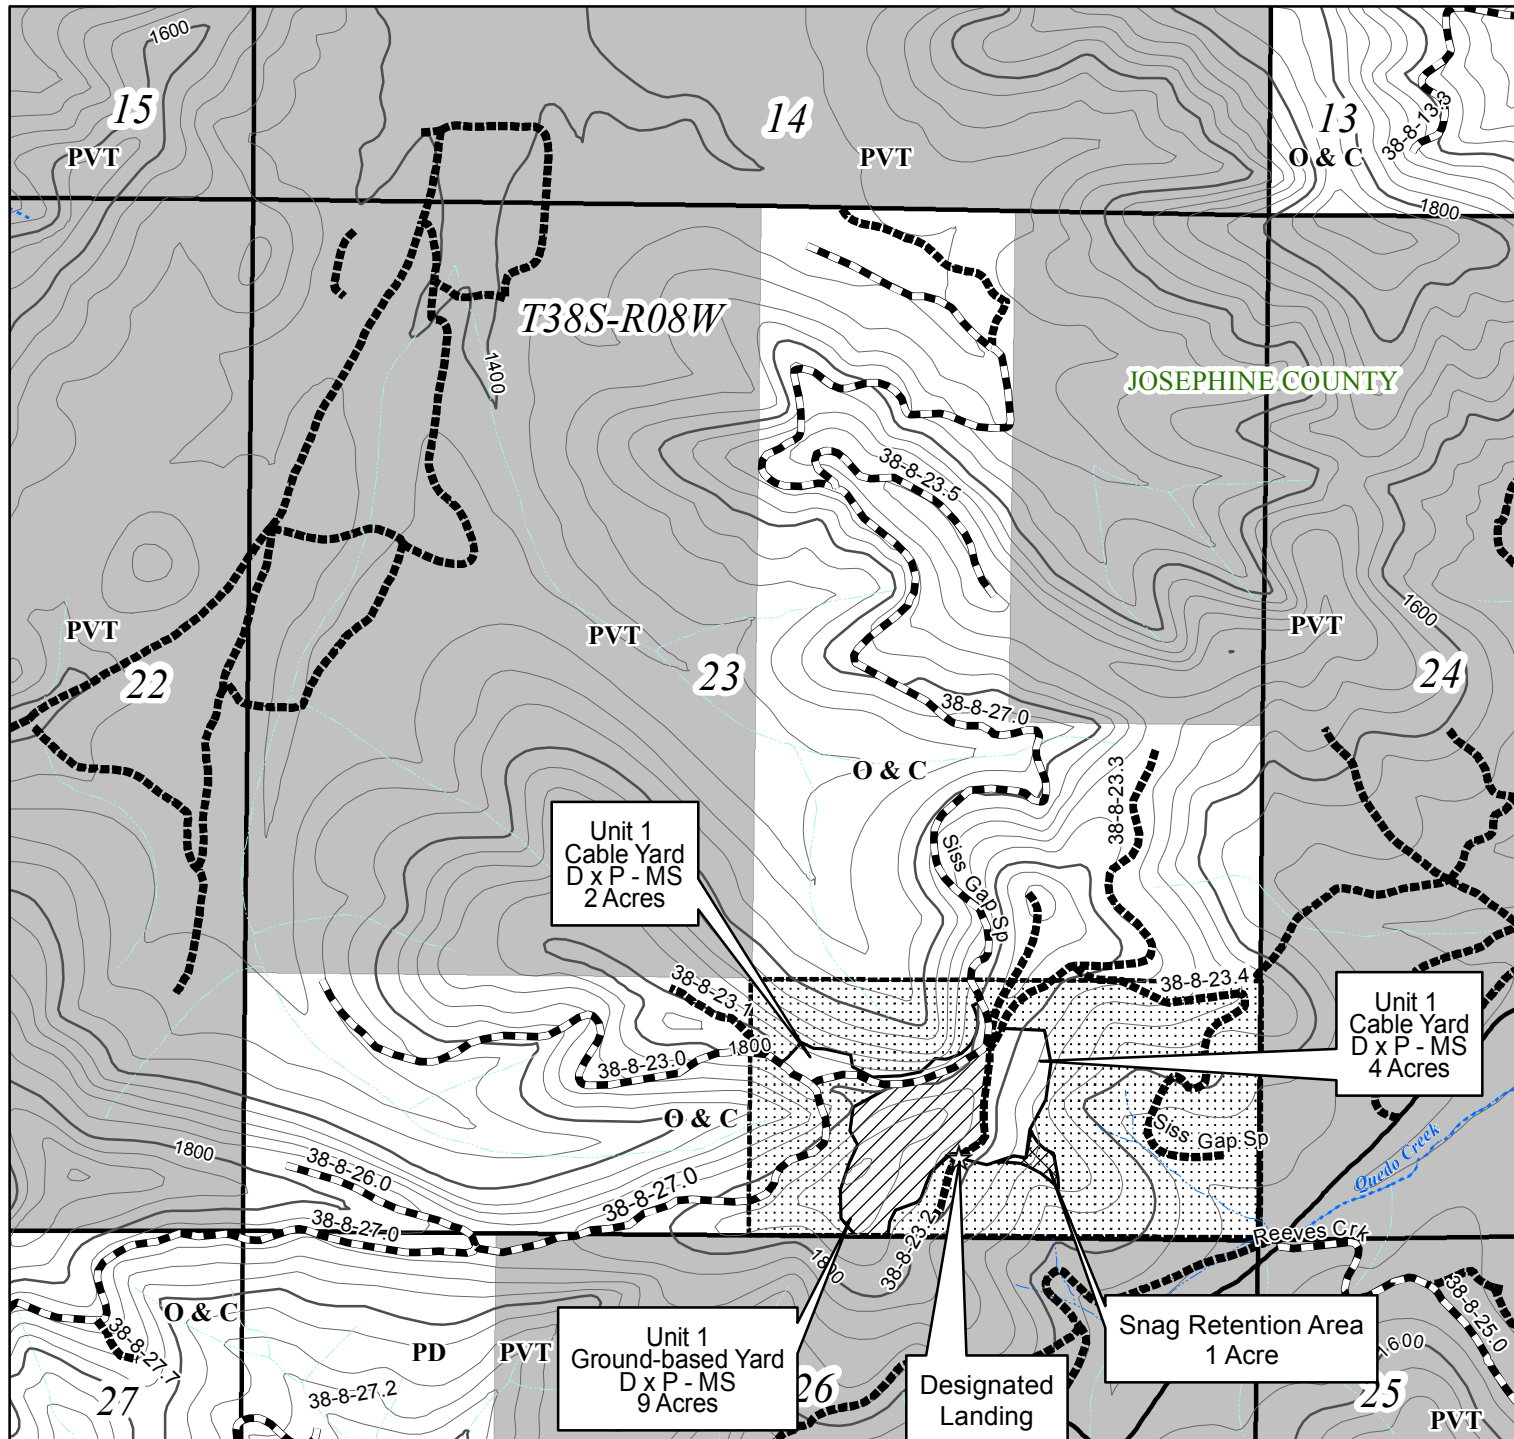 1600
15
PVT
14
PVT
13
O & C
38-8-13.3
1800
T38S-R08W
1400
JOSEPHINE COUNTY
38-8-23.5
1600
PVT
22
PVT
23
PVT
24
38-8-27.0
O & C
38-8-23.3
Siss Gap Sp
Unit 1
Cable Yard
D x P - MS
2 Acres
38-8-23.1
38-8-23.4
Unit 1
Cable Yard
D x P - MS
4 Acres
1800
38-8-23.0
O & C
Siss Gap Sp
1800
38-8-26.0
38-8-27.0
38-8-27.0
Quedo Creek
38-8-23.2
Reeves Crk
1800
O & C
38-8-27.7
PD
PVT
27
38-8-27.2
Unit 1
Ground-based Yard
D x P - MS
9 Acres
26
Designated
Landing
Snag Retention Area
1 Acre
38-8-25.0
1600
25
PVT